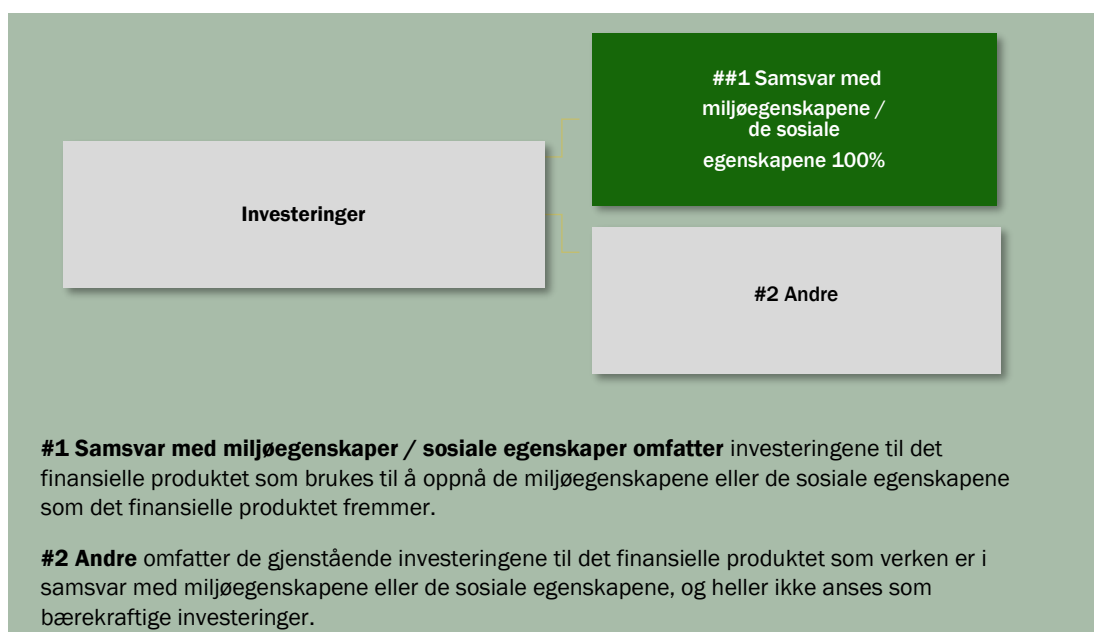 ##1 Samsvar med
miljøegenskapene /
de sosiale
egenskapene 100%
Investeringer
#2 Andre
#1 Samsvar med miljøegenskaper / sosiale egenskaper omfatter investeringene til det
finansielle produktet som brukes til å oppnå de miljøegenskapene eller de sosiale egenskapene
som det finansielle produktet fremmer.
#2 Andre omfatter de gjenstående investeringene til det finansielle produktet som verken er i
samsvar med miljøegenskapene eller de sosiale egenskapene, og heller ikke anses som
bærekraftige investeringer.